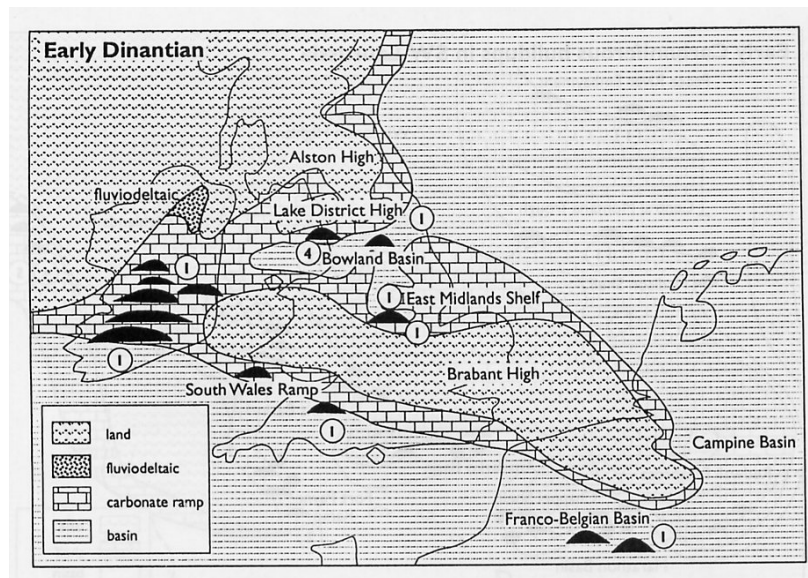 Early Dinantian
Alston High
fluviodeltaic
Lake District High
1
4
Bowland Basin
1
1
East Midlands Shelf
1
1
Brabant High
South Wales Ramp
1
Campine Basin
Franco-Belgian Basin
1
land
fluviodeltaic
carbonate ramp
basin